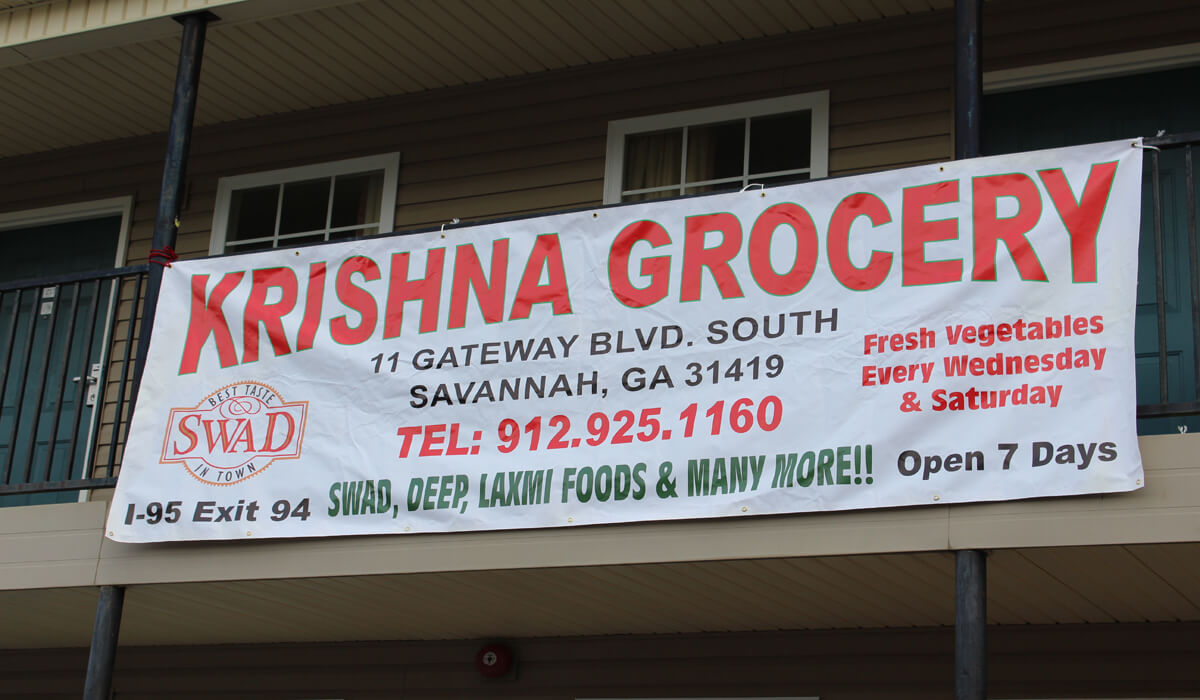 KRISHNA GROCERY
11 GATEWAY BLVD. SOUTH
SAVANNAH, GA 31419
TEL: 912.925.1160
Fresh Vegetables
Every Wednesday
& Saturday
BEST TASTE
SWAD
IN TOWN
I-95 Exit 94
SWAD, DEEP, LAXMI FOODS & MANY MORE!!
Open 7 Days